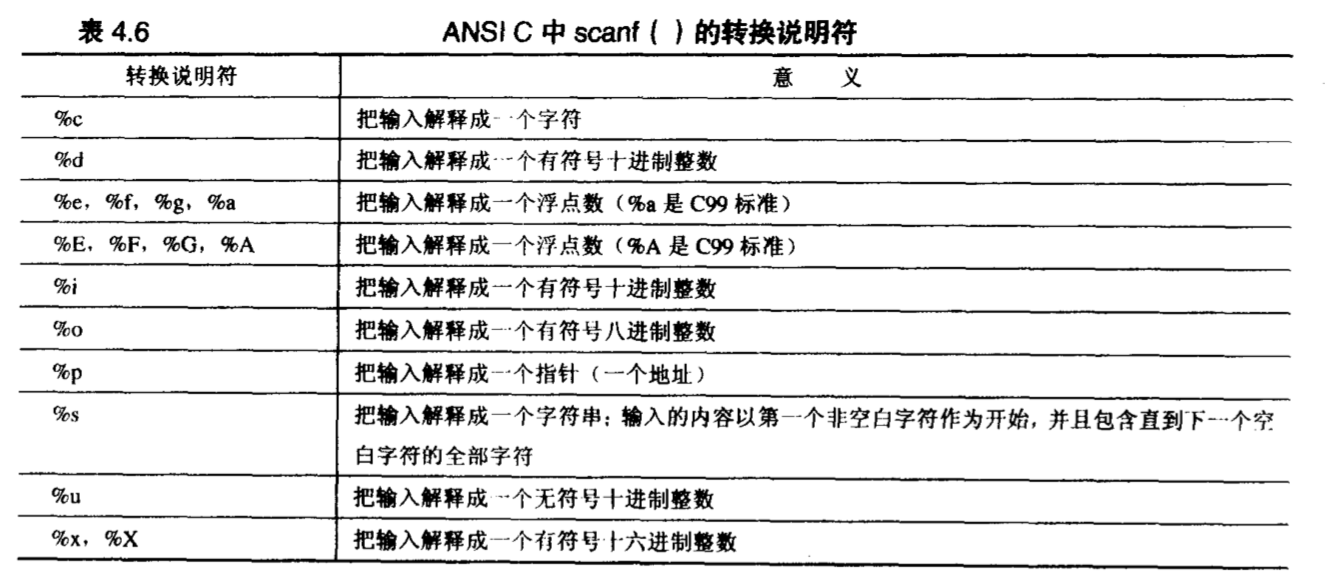 表 4.6 ANSI C 中 scanf ( ) 的转换说明符
转换说明符 意 义
%c 把输入解释成一个字符
%d 把输入解释成一个有符号十进制整数
%e，%f，%g，%a 把输入解释成一个浮点数（%a 是 C99 标准）
%E，%F，%G，%A 把输入解释成一个浮点数（%A 是 C99 标准）
%i 把输入解释成一个有符号十进制整数
%o 把输入解释成一个有符号八进制整数
%p 把输入解释成一个指针（一个地址）
%s 把输入解释成一个字符串；输入的内容以第一个非空白字符作为开始，并且包含直到下一个空
白字符的全部字符
%u 把输入解释成一个无符号十进制整数
%x，%X 把输入解释成一个有符号十六进制整数